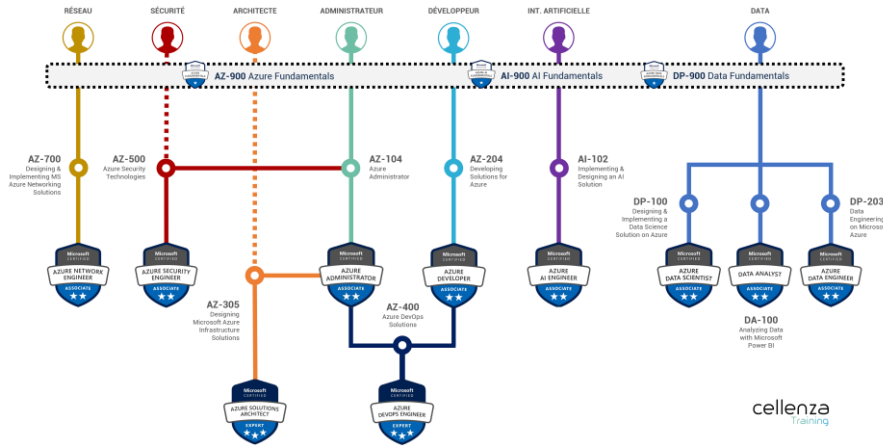 RÉSEAU
SÉCURITÉ
ARCHITECTE
ADMINISTRATEUR
DÉVELOPPEUR
INT. ARTIFICIELLE
DATA
AZ-900 Azure Fundamentals
AI-900 AI Fundamentals
DP-900 Data Fundamentals
AZ-700
Designing &
Implementing MS
Azure Networking
Solutions
AZ-500
Azure Security
Technologies
AZ-104
Azure
Administrator
AZ-204
Developing
Solutions for
Azure
AI-102
Implementing &
Designing an AI
Solution
DP-100
Designing &
Implementing a
Data Science
Solution on Azure
DP-203
Data
Engineering
on Microso
Azure
Microsoft
CERTIFIED
AZURE NETWORK
ENGINEER
ASSOCIATE
Microsoft
CERTIFIED
AZURE SECURITY
ENGINEER
ASSOCIATE
Microsoft
CERTIFIED
AZURE
ADMINISTRATOR
ASSOCIATE
Microsoft
CERTIFIED
AZURE
DEVELOPER
ASSOCIATE
Microsoft
CERTIFIED
AZURE
AI ENGINEER
ASSOCIATE
Microsoft
CERTIFIED
AZURE
DATA SCIENTIST
ASSOCIATE
Microsoft
CERTIFIED
DATA ANALYST
ASSOCIATE
Microsoft
CERTIFIED
AZURE
DATA ENGINEER
ASSOCIATE
AZ-305
Designing
Microsoft Azure
Infrastructure
Solutions
AZ-400
Azure DevOps
Solutions
DA-100
Analyzing Data
with Microsoft
Power BI
Microsoft
CERTIFIED
AZURE SOLUTIONS
ARCHITECT
EXPERT
Microsoft
CERTIFIED
AZURE
DEVOPS ENGINEER
EXPERT
cellenza
Training